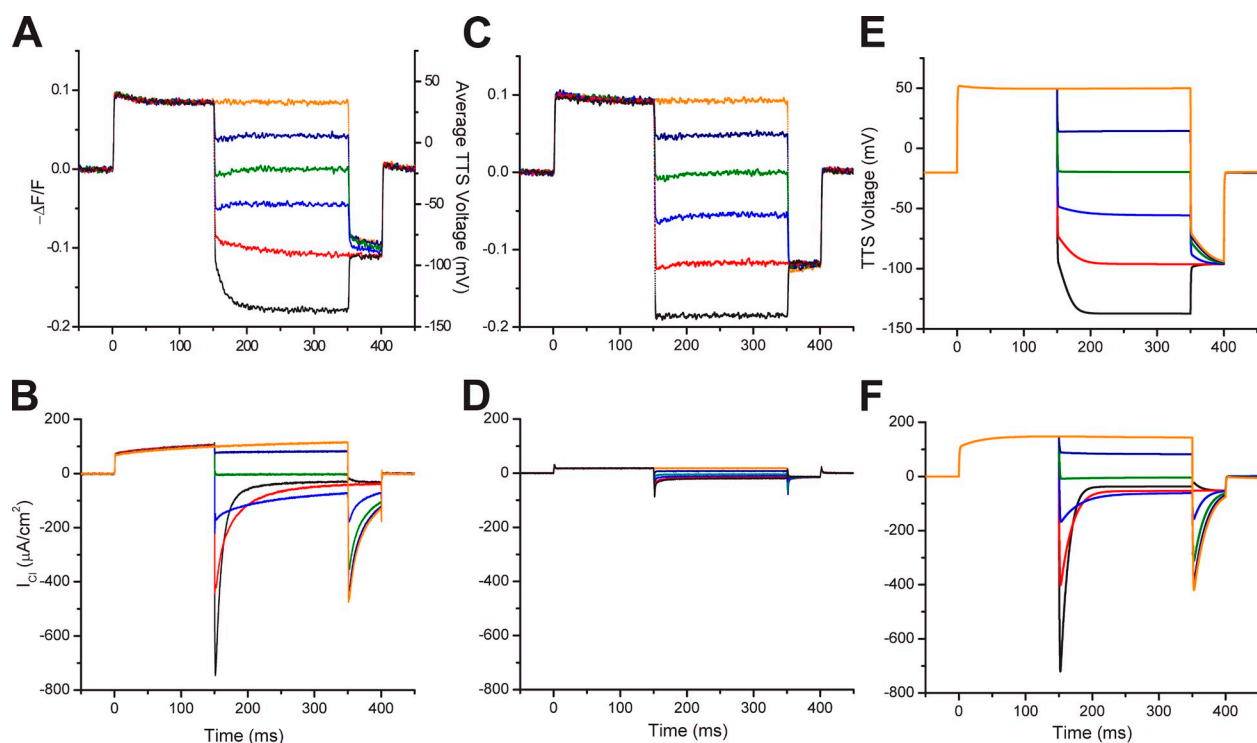 A
C
E
0.1
0.0
−0.1
−0.2
−ΔF/F
50
0
−50
−100
−150
Average TTS Voltage
(mV)
0 100 200 300 400
0.1
0.0
-0.1
-0.2
0 100 200 300 400
50
0
-50
-100
-150
TTS Voltage (mV)
0 100 200 300 400
B
D
F
200
0
-200
-400
-600
-800
I Cl (μA/cm²)
0 100 200 300 400
Time (ms)
200
0
-200
-400
-600
-800
0 100 200 300 400
Time (ms)
200
0
-200
-400
-600
-800
0 100 200 300 400
Time (ms)